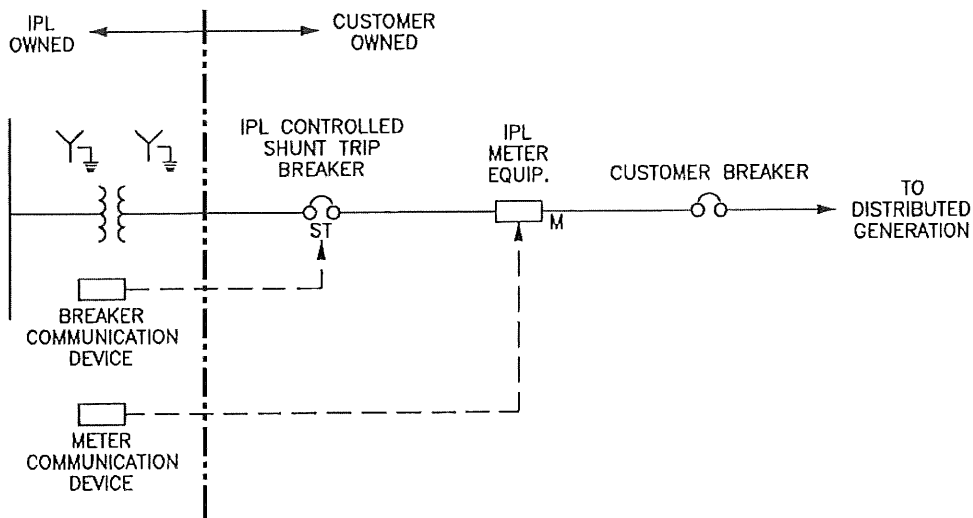 IPL
OWNED
CUSTOMER
OWNED
IPL CONTROLLED
SHUNT TRIP
BREAKER
ST
IPL
METER
EQUIP.
M
CUSTOMER BREAKER
TO
DISTRIBUTED
GENERATION
BREAKER
COMMUNICATION
DEVICE
METER
COMMUNICATION
DEVICE